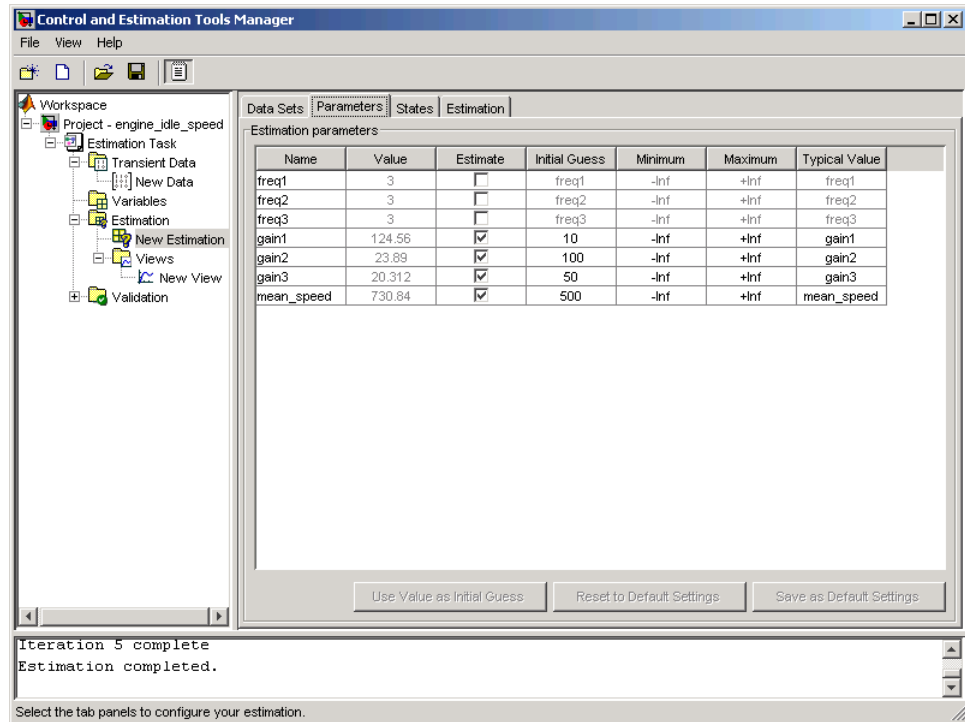 Control and Estimation Tools Manager
File View Help
Workspace
Project - engine_idle_speed
Estimation Task
Transient Data
New Data
Variables
Estimation
New Estimation
Views
New View
Validation
Data Sets Parameters States Estimation
Estimation parameters
Name Value Estimate Initial Guess Minimum Maximum Typical Value
freq1 3 freq1 -Inf +Inf freq1
freq2 3 freq2 -Inf +Inf freq2
freq3 3 freq3 -Inf +Inf freq3
gain1 124.56 10 -Inf +Inf gain1
gain2 23.89 100 -Inf +Inf gain2
gain3 20.312 50 -Inf +Inf gain3
mean_speed 730.84 500 -Inf +Inf mean_speed
Use Value as Initial Guess Reset to Default Settings Save as Default Settings
Iteration 5 complete
Estimation completed.
Select the tab panels to configure your estimation.